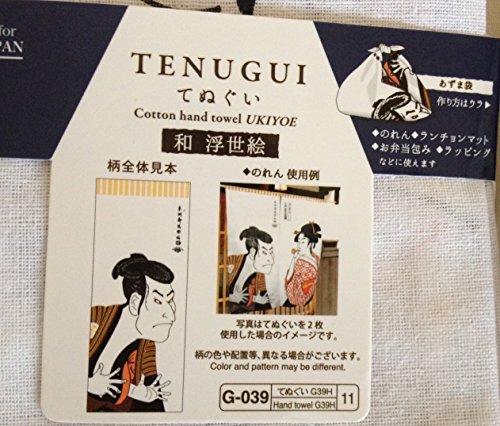 for
PAN
TENUGUI
てぬぐい
Cotton hand towel UKIYOE
和 浮世絵
柄全体見本
◆のれん 使用例
写真はてぬぐいを2枚
使用した場合のイメージです。
柄の色や配置等、異なる場合がございます。
Color and pattern may be different.
G-039
てぬぐい G39H
Hand towel G39H
11
あずま袋
作り方はウラ▶
◆のれん◆ランチョンマット
◆お弁当包み◆ラッピング
などに使えます